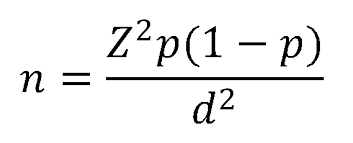 n = Z²p(1 − p) / d²